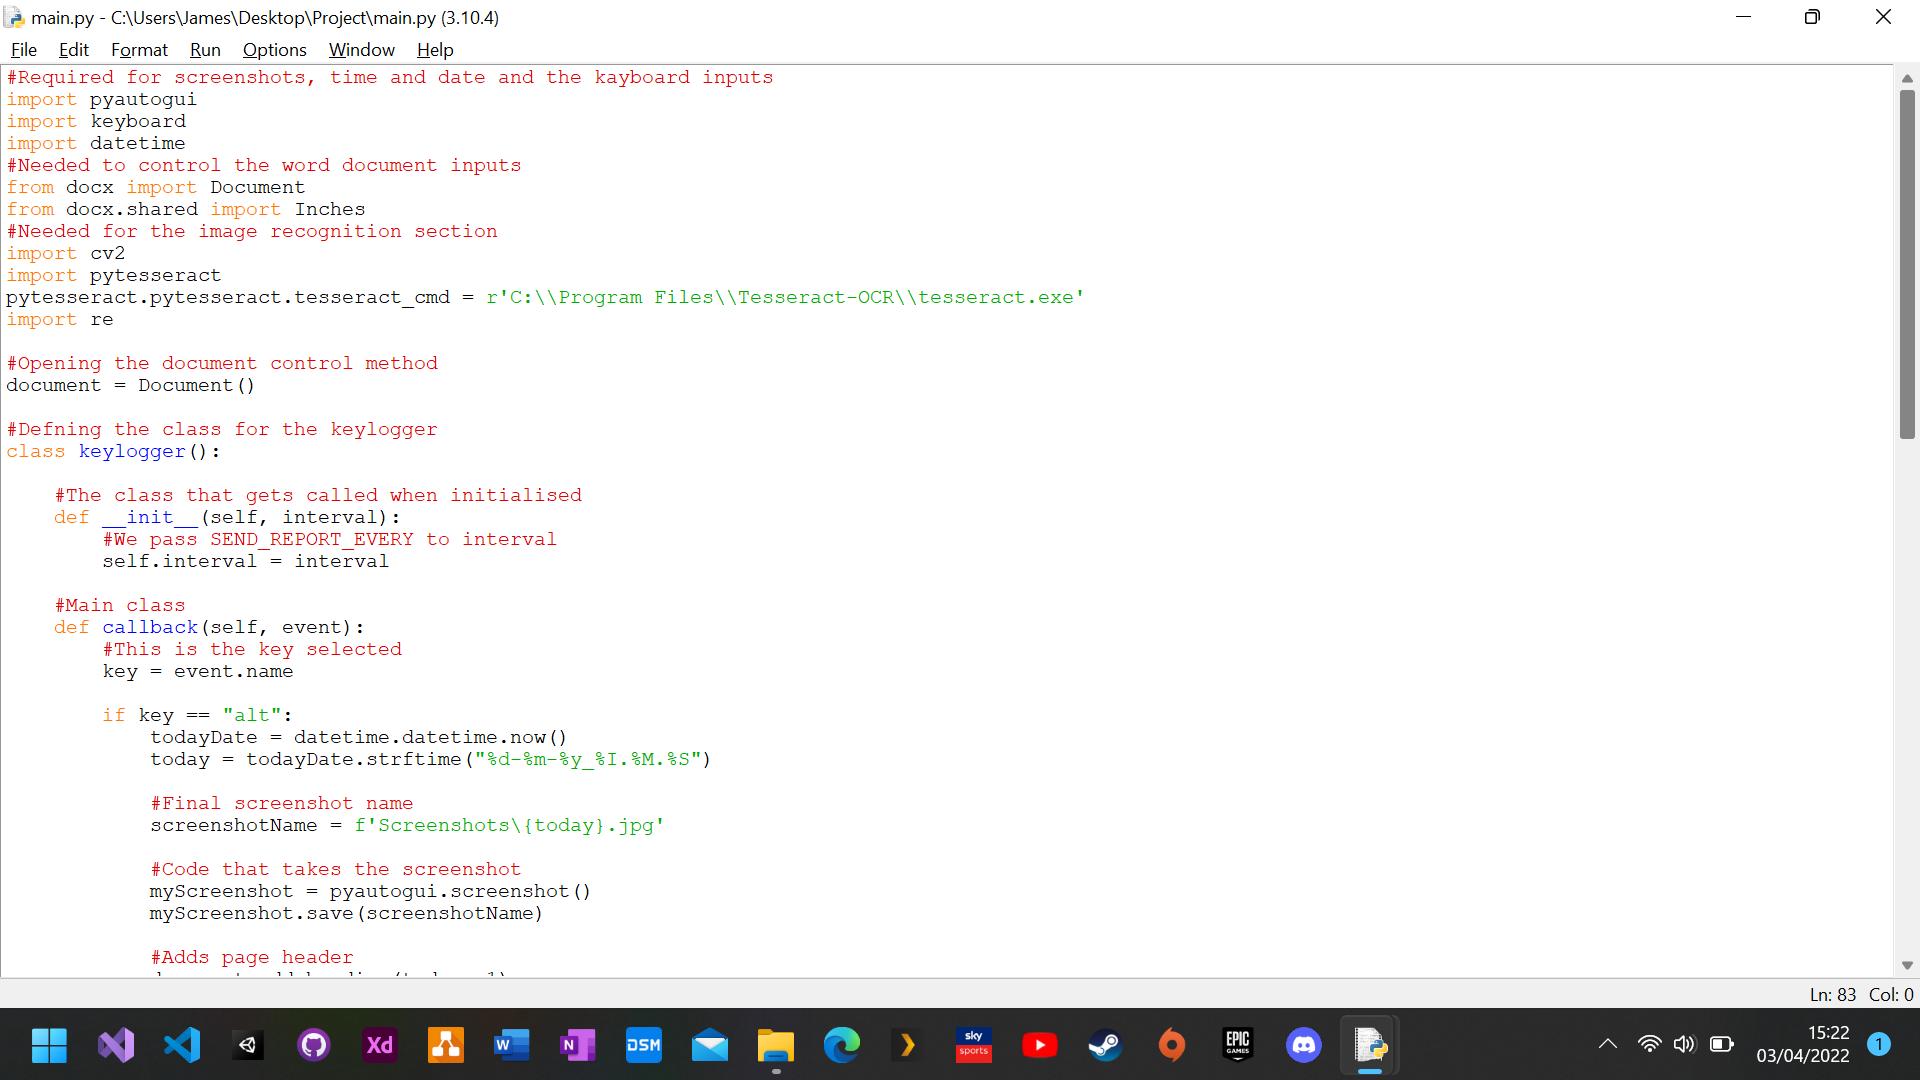 main.py - C:\Users\James\Desktop\Project\main.py (3.10.4)
File Edit Format Run Options Window Help
#Required for screenshots, time and date and the kayboard inputs
import pyautogui
import keyboard
import datetime
#Needed to control the word document inputs
from docx import Document
from docx.shared import Inches
#Needed for the image recognition section
import cv2
import pytesseract
pytesseract.pytesseract.tesseract_cmd = r'C:\\Program Files\\Tesseract-OCR\\tesseract.exe'
import re
#Opening the document control method
document = Document()
#Defning the class for the keylogger
class keylogger():
#The class that gets called when initialised
def __init__(self, interval):
#We pass SEND_REPORT_EVERY to interval
self.interval = interval
#Main class
def callback(self, event):
#This is the key selected
key = event.name
if key == "alt":
todayDate = datetime.datetime.now()
today = todayDate.strftime("%d-%m-%y_%I.%M.%S")
#Final screenshot name
screenshotName = f'Screenshots\{today}.jpg'
#Code that takes the screenshot
myScreenshot = pyautogui.screenshot()
myScreenshot.save(screenshotName)
#Adds page header
Ln: 83 Col: 0
Xd
W
N
DSM
sky
sports
EPIC
GAMES
15:22
03/04/2022
1